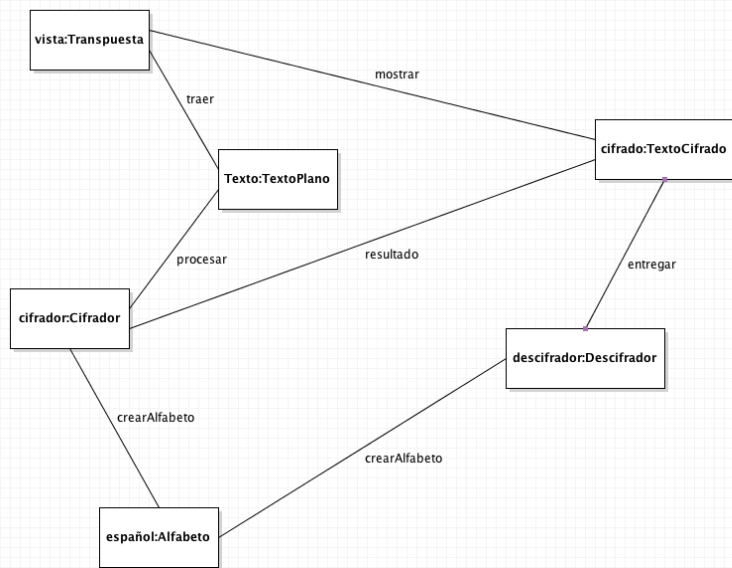 vista:Transpuesta
mostrar
traer
cifrado:TextoCifrado
Texto:TextoPlano
procesar
resultado
entregar
cifrador:Cifrador
descifrador:Descifrador
crearAlfabeto
crearAlfabeto
español:Alfabeto